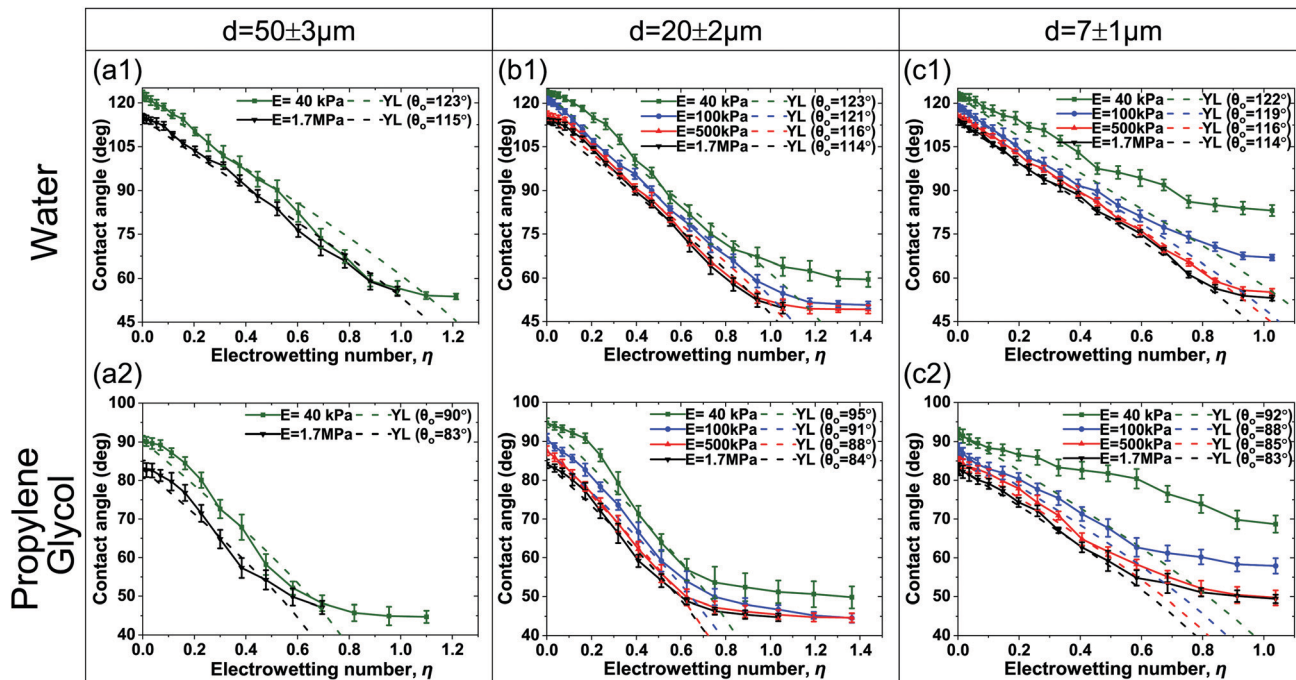 d=50±3µm
d=20±2µm
d=7±1µm
Water
(a1)
Contact angle (deg)
120
105
90
75
60
45
E= 40 kPa
E=1.7MPa
YL (θo=123°)
YL (θo=115°)
0.0 0.2 0.4 0.6 0.8 1.0 1.2
Electrowetting number, η
(b1)
Contact angle (deg)
120
105
90
75
60
45
E= 40 kPa
E=100kPa
E=500kPa
E=1.7MPa
YL (θo=123°)
YL (θo=121°)
YL (θo=116°)
YL (θo=114°)
0.0 0.2 0.4 0.6 0.8 1.0 1.2 1.4
Electrowetting number, η
(c1)
Contact angle (deg)
120
105
90
75
60
45
E= 40 kPa
E=100kPa
E=500kPa
E=1.7MPa
YL (θo=122°)
YL (θo=119°)
YL (θo=116°)
YL (θo=114°)
0.0 0.2 0.4 0.6 0.8 1.0
Electrowetting number, η
Propylene
Glycol
(a2)
Contact angle (deg)
100
90
80
70
60
50
40
E= 40 kPa
E=1.7MPa
YL (θo=90°)
YL (θo=83°)
0.0 0.2 0.4 0.6 0.8 1.0 1.2
Electrowetting number, η
Contact angle (deg)
100
90
80
70
60
50
40
E= 40 kPa
E=100kPa
E=500kPa
E=1.7MPa
YL (θo=95°)
YL (θo=91°)
YL (θo=88°)
YL (θo=84°)
0.0 0.2 0.4 0.6 0.8 1.0 1.2 1.4
Electrowetting number, η
(c2)
Contact angle (deg)
100
90
80
70
60
50
40
E= 40 kPa
E=100kPa
E=500kPa
E=1.7MPa
YL (θo=92°)
YL (θo=88°)
YL (θo=85°)
YL (θo=83°)
0.0 0.2 0.4 0.6 0.8 1.0
Electrowetting number, η